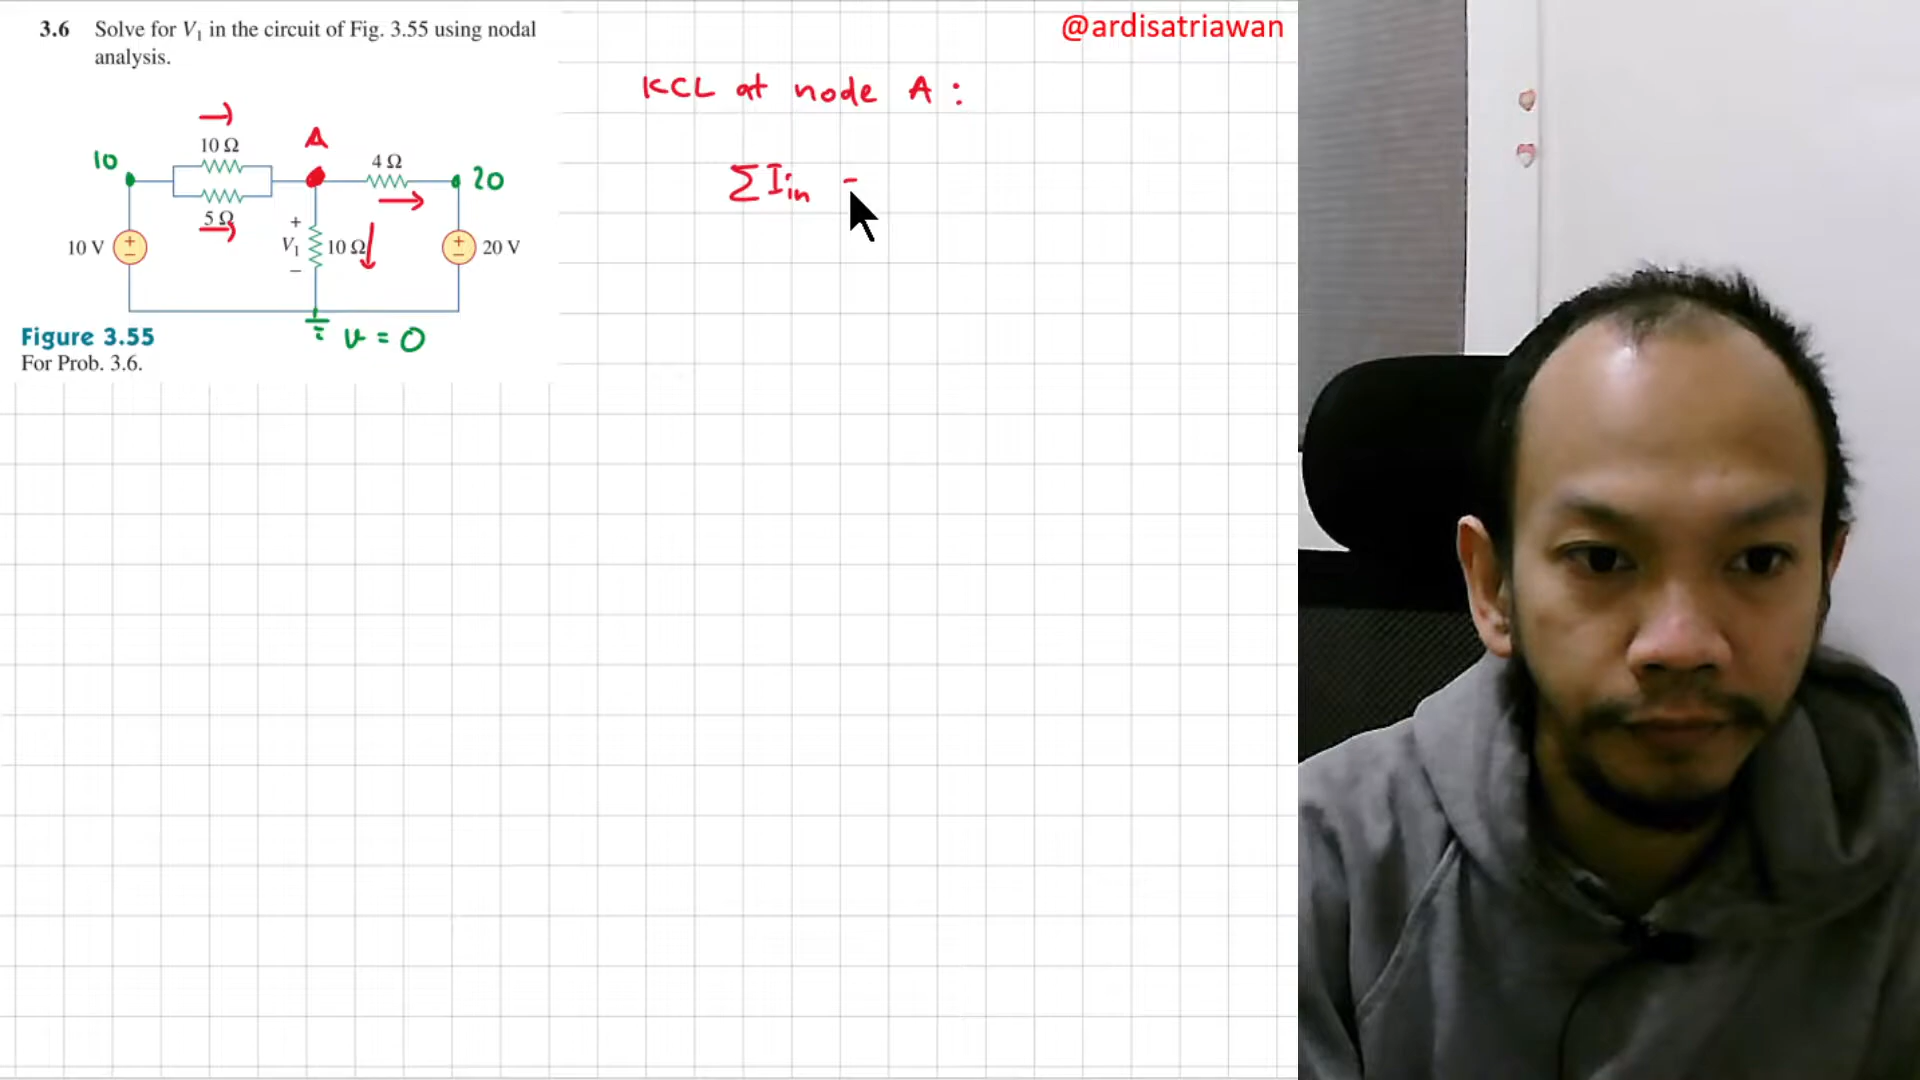 3.6 Solve for V₁ in the circuit of Fig. 3.55 using nodal
analysis.
@ardisatriawan
KCL at node A :
ΣI_in -
10 Ω
A
10
4 Ω
20
5 Ω
+
10 V
+
−
V₁
10 Ω
−
+
−
20 V
v = 0
Figure 3.55
For Prob. 3.6.